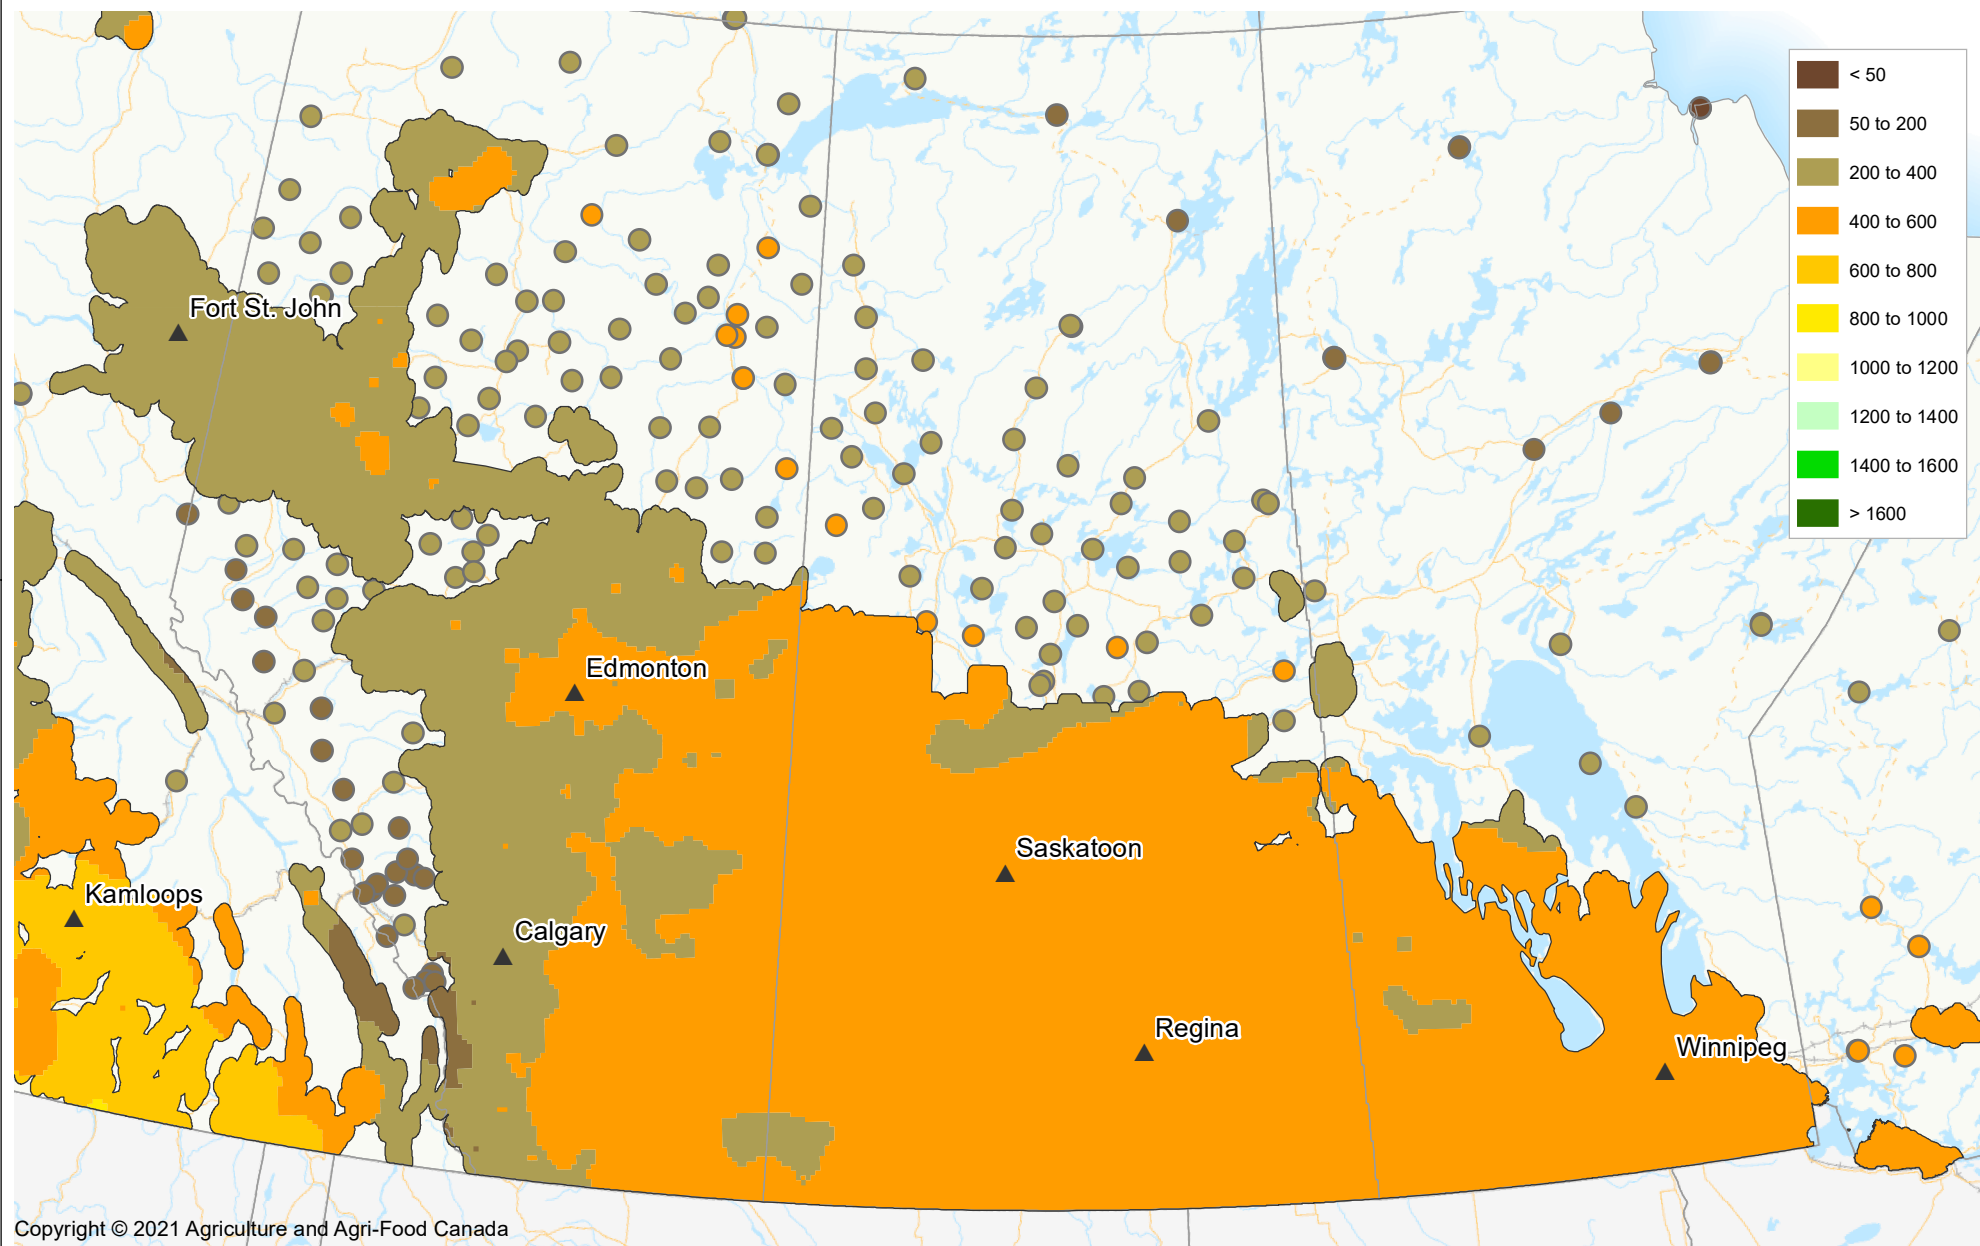 < 50
50 to 200
200 to 400
400 to 600
600 to 800
800 to 1000
1000 to 1200
1200 to 1400
1400 to 1600
> 1600
Fort St. John
Edmonton
Saskatoon
Kamloops
Calgary
Regina
Winnipeg
Copyright © 2021 Agriculture and Agri-Food Canada